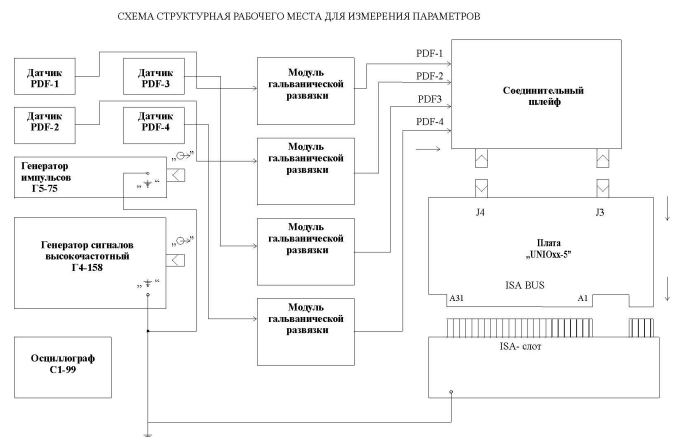 СХЕМА СТРУКТУРНАЯ РАБОЧЕГО МЕСТА ДЛЯ ИЗМЕРЕНИЯ ПАРАМЕТРОВ
Датчик
PDF-1
Датчик
PDF-3
Датчик
PDF-2
Датчик
PDF-4
Генератор
импульсов
Г5-75
Генератор сигналов
высокочастотный
Г4-158
Осциллограф
С1-99
Модуль
гальванической
развязки
Модуль
гальванической
развязки
Модуль
гальванической
развязки
Модуль
гальванической
развязки
PDF-1
PDF-2
PDF3
PDF-4
Соединительный
шлейф
J4
J3
Плата
„UNIOxx-5”
ISA BUS
A31
A1
ISA- слот